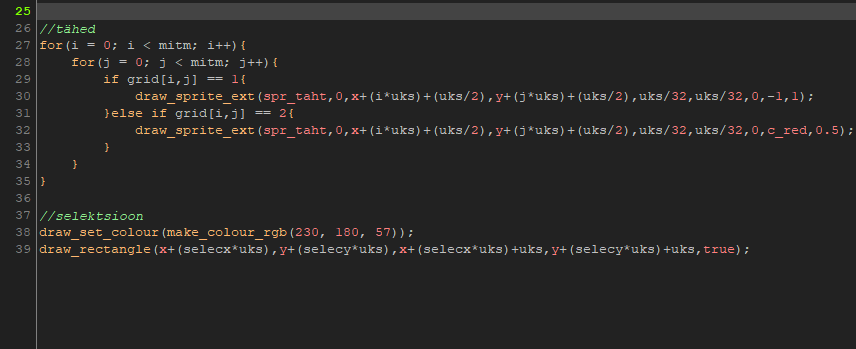 25
26 //tähed
27 for(i = 0; i < mitm; i++){
28     for(j = 0; j < mitm; j++){
29         if grid[i,j] == 1{
30             draw_sprite_ext(spr_taht,0,x+(i*uks)+(uks/2),y+(j*uks)+(uks/2),uks/32,uks/32,0,-1,1);
31         }else if grid[i,j] == 2{
32             draw_sprite_ext(spr_taht,0,x+(i*uks)+(uks/2),y+(j*uks)+(uks/2),uks/32,uks/32,0,c_red,0.5);
33         }
34     }
35 }
36
37 //selektsioon
38 draw_set_colour(make_colour_rgb(230, 180, 57));
39 draw_rectangle(x+(selecx*uks),y+(selecy*uks),x+(selecx*uks)+uks,y+(selecy*uks)+uks,true);